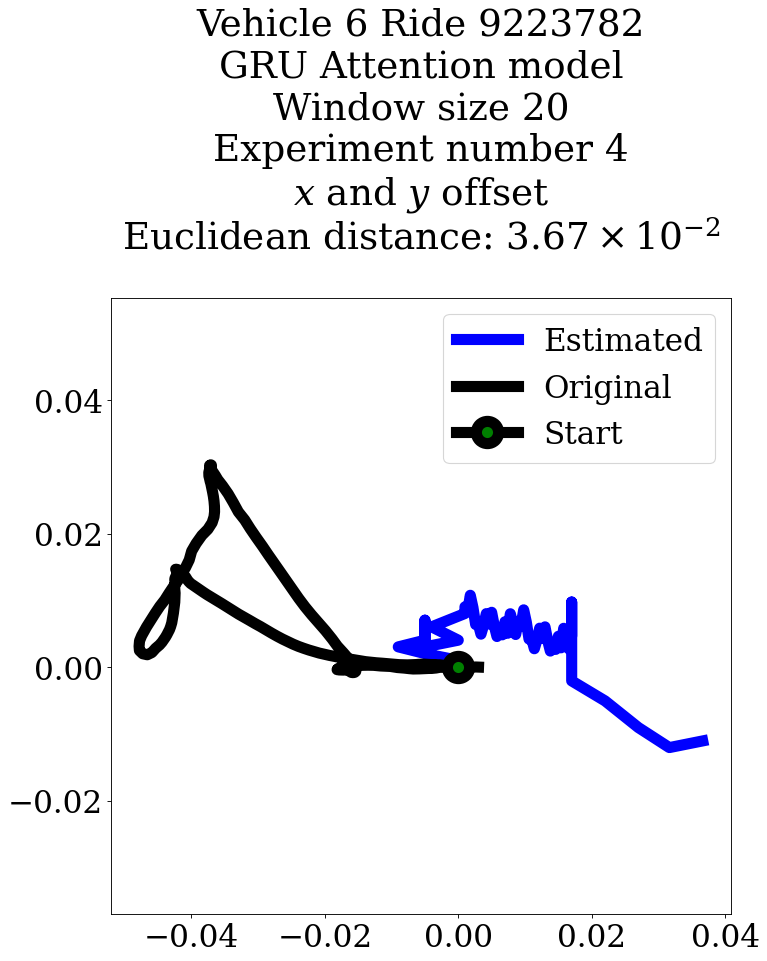 Vehicle 6 Ride 9223782
GRU Attention model
Window size 20
Experiment number 4
x and y offset
Euclidean distance: 3.67 × 10⁻²
Estimated
Original
Start
0.04
0.02
0.00
−0.02
−0.04 −0.02 0.00 0.02 0.04